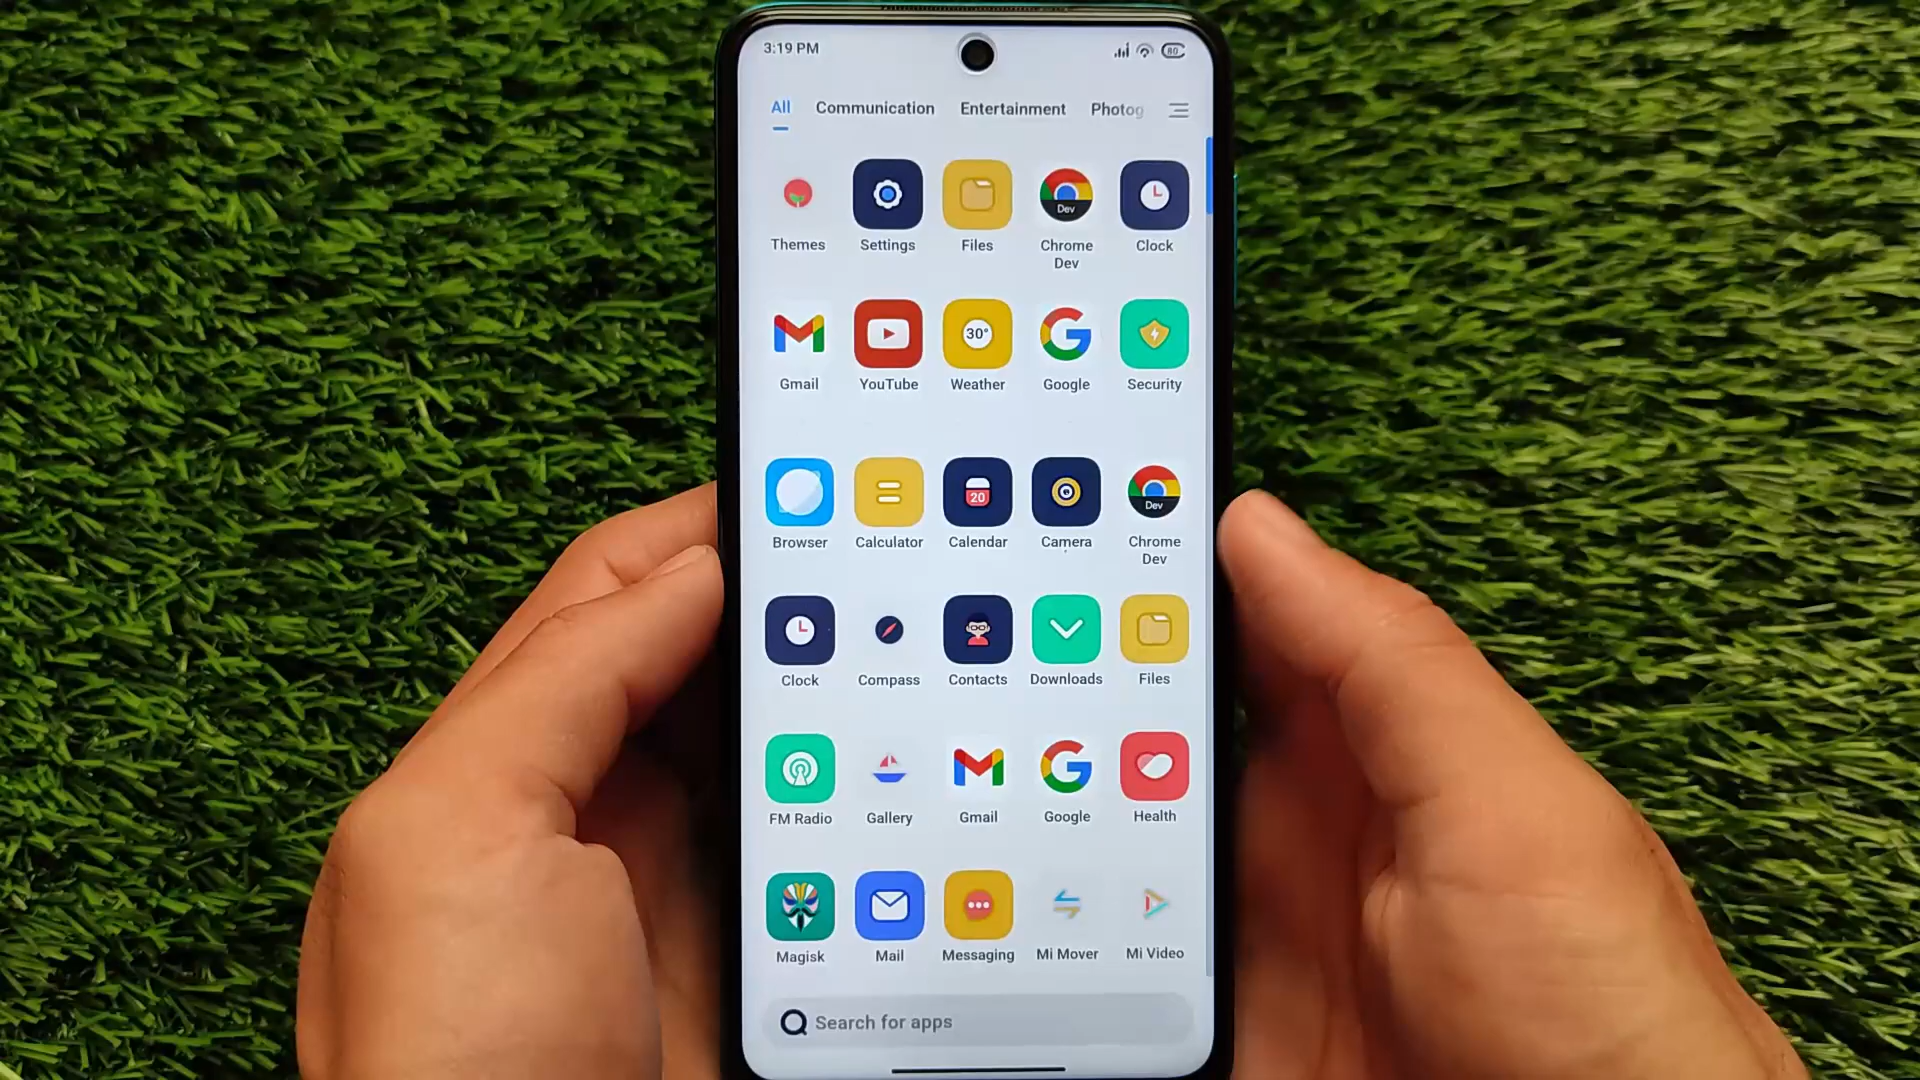 3:19 PM
80
All Communication Entertainment Photog
Dev
Themes Settings Files Chrome Dev Clock
30°
Gmail YouTube Weather Google Security
20
Dev
Browser Calculator Calendar Camera Chrome Dev
Clock Compass Contacts Downloads Files
FM Radio Gallery Gmail Google Health
Magisk Mail Messaging Mi Mover Mi Video
Search for apps